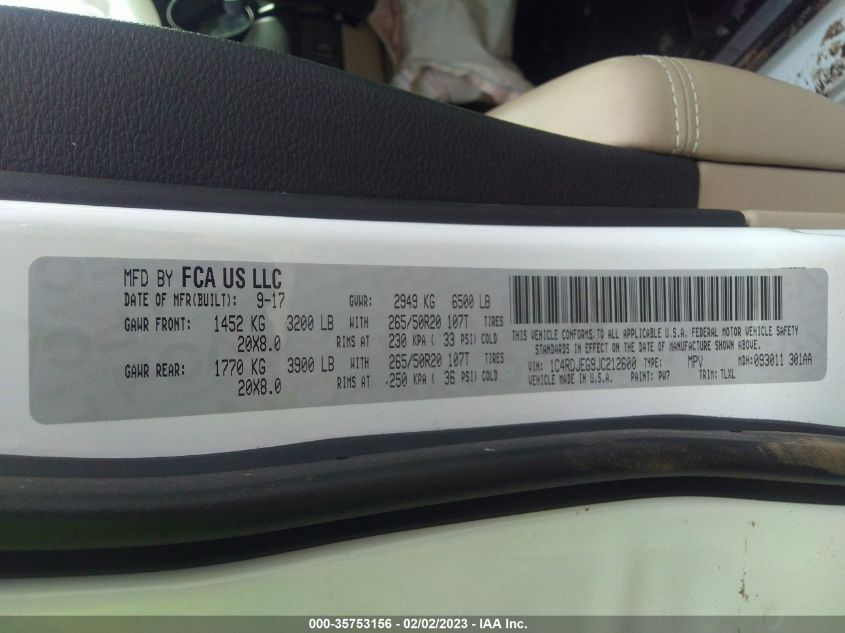 MFD BY FCA US LLC
DATE OF MFR(BUILT): 9-17 GVWR: 2949 KG 6500 LB
GAWR FRONT: 1452 KG 3200 LB WITH 265/50R20 107T TIRES
20X8.0 RIMS AT 230 KPA ( 33 PSI) COLD
GAWR REAR: 1770 KG 3900 LB WITH 265/50R20 107T TIRES
20X8.0 RIMS AT 250 KPA ( 36 PSI) COLD
THIS VEHICLE CONFORMS TO ALL APPLICABLE U.S.A. FEDERAL MOTOR VEHICLE SAFETY
STANDARDS IN EFFECT ON THE DATE OF MANUFACTURE SHOWN ABOVE.
VIN: 1C4RDJEG9JC212600 TYPE: MPV MDH:093011 301AA
VEHICLE MADE IN U.S.A. PAINT: PW7 TRIM: TLXL
000-35753156 - 02/02/2023 - IAA Inc.